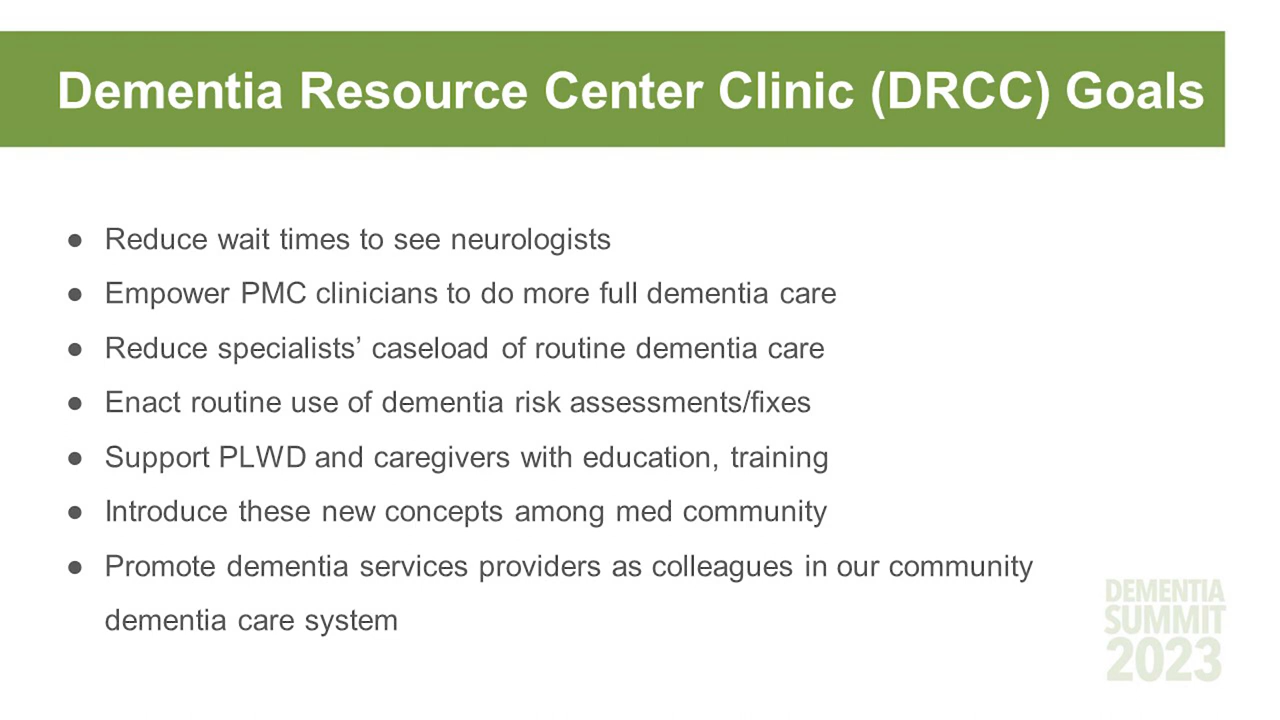 Dementia Resource Center Clinic (DRCC) Goals
● Reduce wait times to see neurologists
● Empower PMC clinicians to do more full dementia care
● Reduce specialists’ caseload of routine dementia care
● Enact routine use of dementia risk assessments/fixes
● Support PLWD and caregivers with education, training
● Introduce these new concepts among med community
● Promote dementia services providers as colleagues in our community
dementia care system
DEMENTIA
SUMMIT
2023